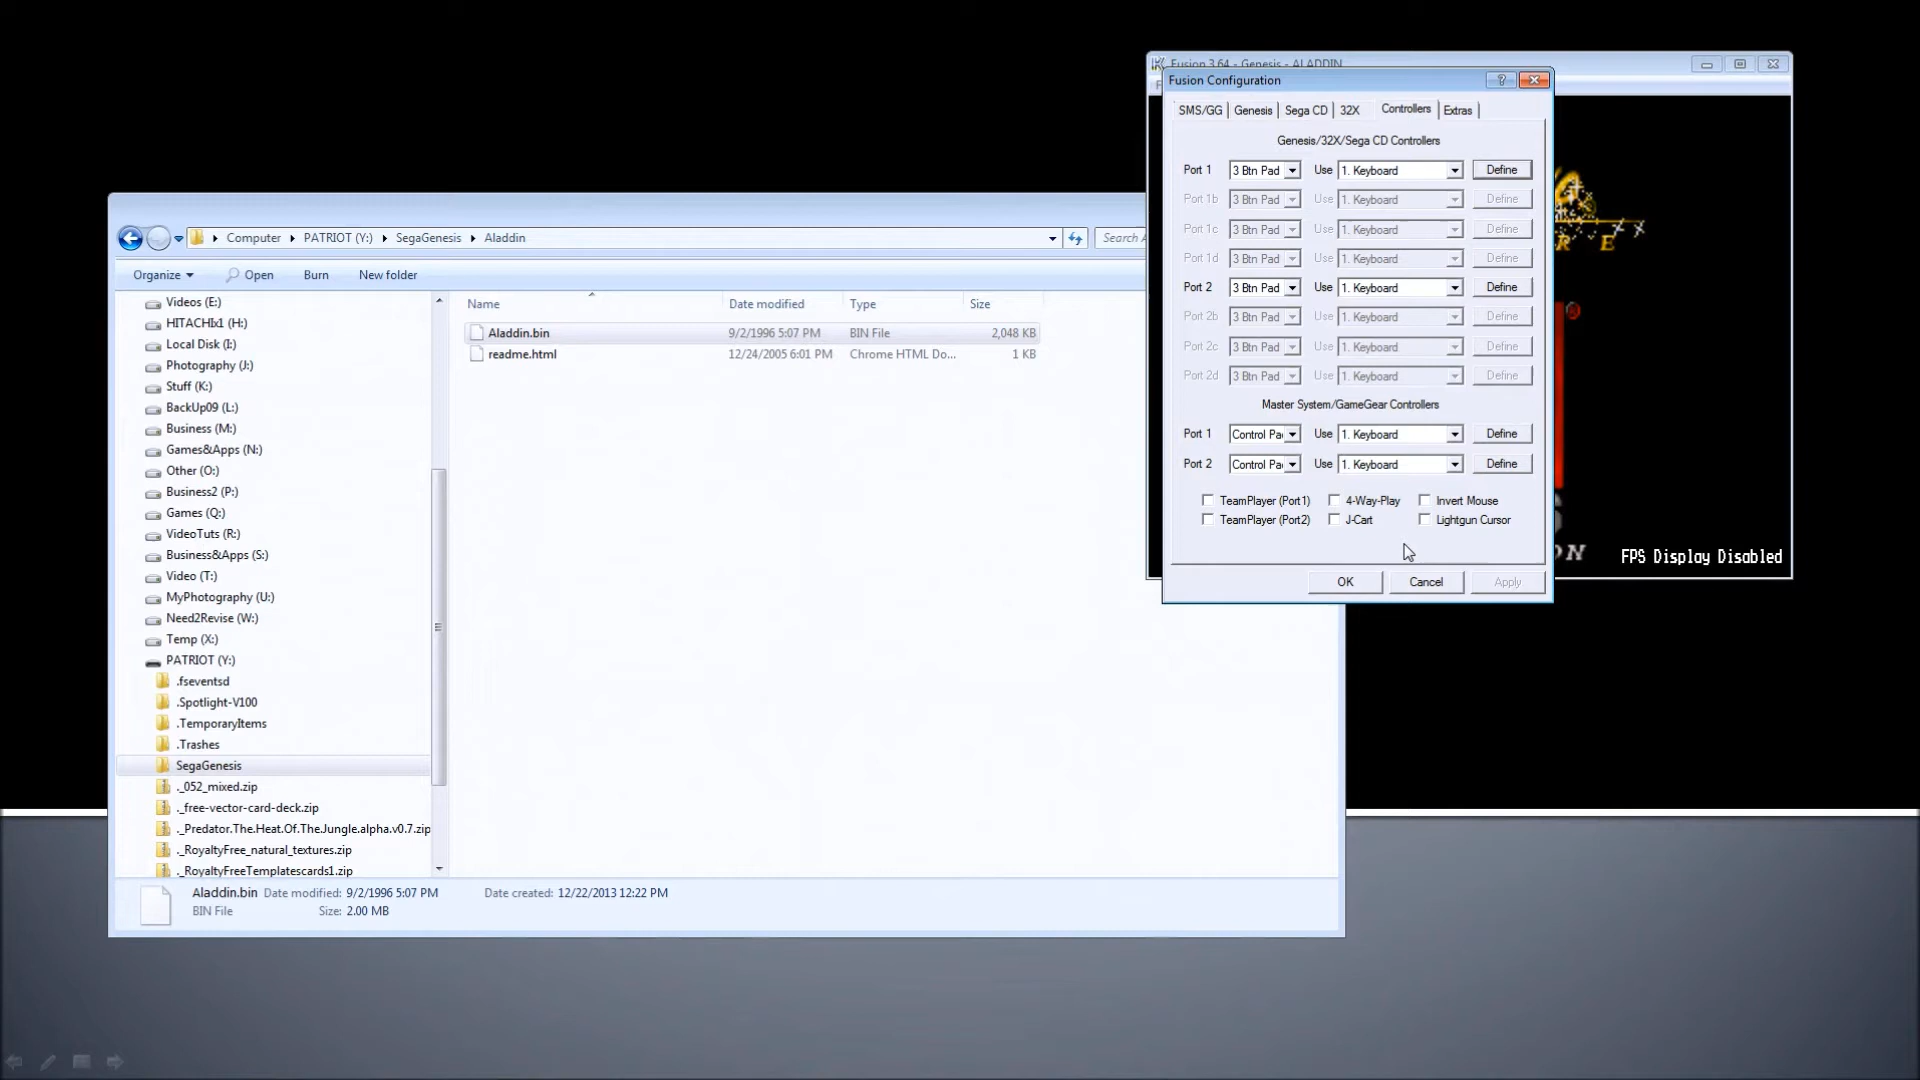 Fusion 3.64 - Genesis - ALADDIN
Fusion Configuration
SMS/GG Genesis Sega CD 32X Controllers Extras
Genesis/32X/Sega CD Controllers
Port 1 3 Btn Pad Use 1. Keyboard Define
Port 1b 3 Btn Pad Use 1. Keyboard Define
Port 1c 3 Btn Pad Use 1. Keyboard Define
Port 1d 3 Btn Pad Use 1. Keyboard Define
Port 2 3 Btn Pad Use 1. Keyboard Define
Port 2b 3 Btn Pad Use 1. Keyboard Define
Port 2c 3 Btn Pad Use 1. Keyboard Define
Port 2d 3 Btn Pad Use 1. Keyboard Define
Master System/GameGear Controllers
Port 1 Control Pa Use 1. Keyboard Define
Port 2 Control Pa Use 1. Keyboard Define
TeamPlayer (Port1) 4-Way-Play Invert Mouse
TeamPlayer (Port2) J-Cart Lightgun Cursor
OK Cancel Apply
R E
ON
FPS Display Disabled
Computer PATRIOT (Y:) SegaGenesis Aladdin Search A
Organize Open Burn New folder
Name Date modified Type Size
Aladdin.bin 9/2/1996 5:07 PM BIN File 2,048 KB
readme.html 12/24/2005 6:01 PM Chrome HTML Do... 1 KB
Videos (E:)
HITACHIx1 (H:)
Local Disk (I:)
Photography (J:)
Stuff (K:)
BackUp09 (L:)
Business (M:)
Games&Apps (N:)
Other (O:)
Business2 (P:)
Games (Q:)
VideoTuts (R:)
Business&Apps (S:)
Video (T:)
MyPhotography (U:)
Need2Revise (W:)
Temp (X:)
PATRIOT (Y:)
.fseventsd
.Spotlight-V100
.TemporaryItems
.Trashes
SegaGenesis
._052_mixed.zip
._free-vector-card-deck.zip
._Predator.The.Heat.Of.The.Jungle.alpha.v0.7.zip
._RoyaltyFree_natural_textures.zip
._RoyaltyFreeTemplatescards1.zip
Aladdin.bin Date modified: 9/2/1996 5:07 PM Date created: 12/22/2013 12:22 PM
BIN File Size: 2.00 MB